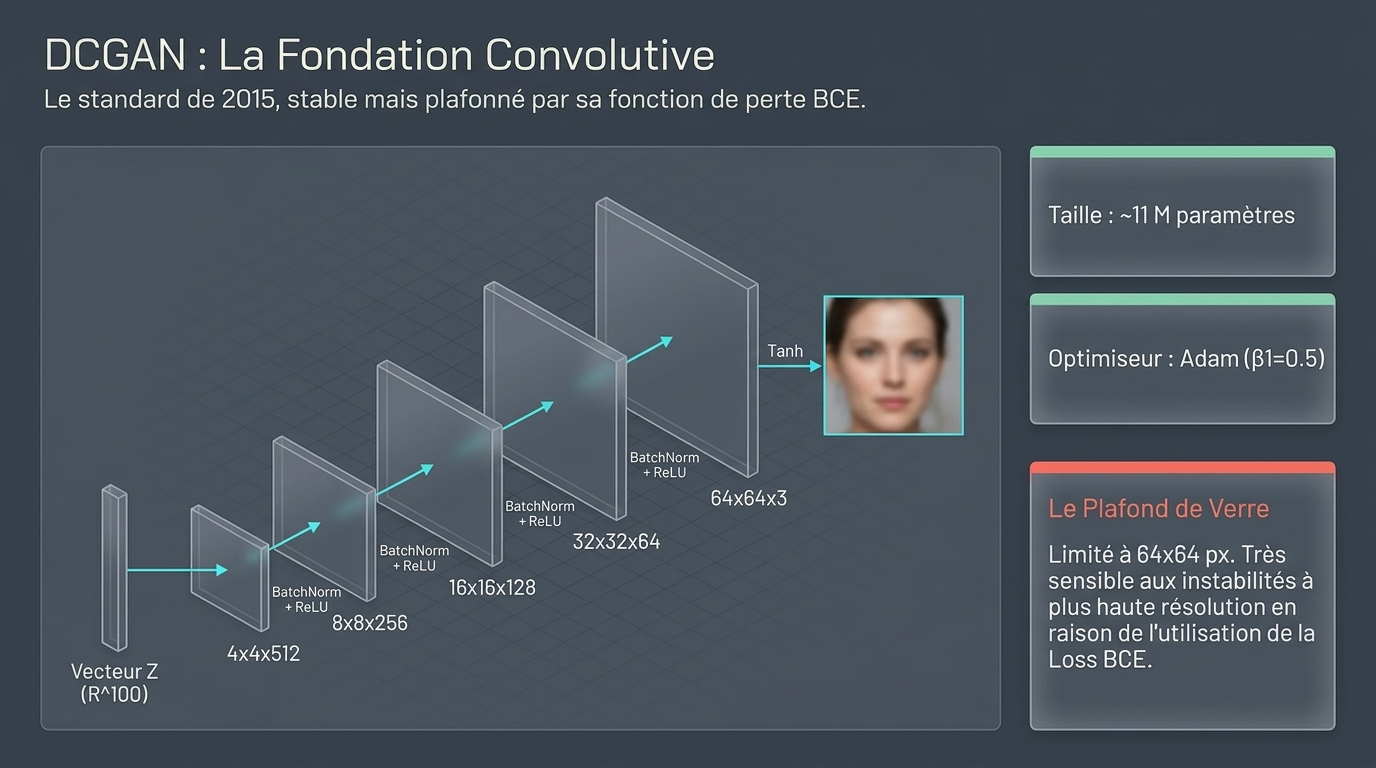 DCGAN : La Fondation Convolutive
Le standard de 2015, stable mais plafonné par sa fonction de perte BCE.
Vecteur Z
(R^100)
4x4x512
BatchNorm
+ ReLU
8x8x256
BatchNorm
+ ReLU
16x16x128
BatchNorm
+ ReLU
32x32x64
BatchNorm
+ ReLU
64x64x3
Tanh
Taille : ~11 M paramètres
Optimiseur : Adam (β1=0.5)
Le Plafond de Verre
Limité à 64x64 px. Très
sensible aux instabilités à
plus haute résolution en
raison de l'utilisation de la
Loss BCE.